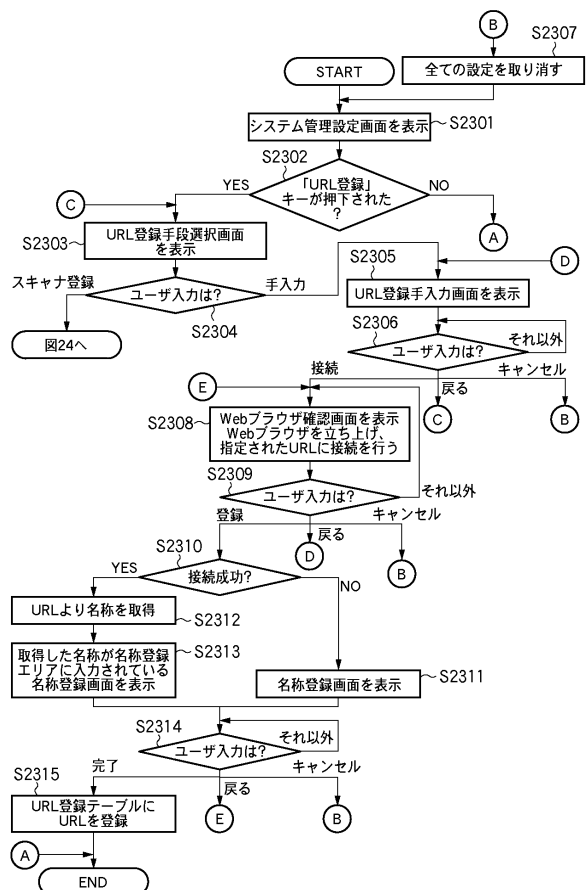 B
S2307
START
全ての設定を取り消す
システム管理設定画面を表示
S2301
S2302
「URL登録」
キーが押下された
?
YES
NO
C
A
S2303
URL登録手段選択画面
を表示
S2305
D
スキャナ登録
ユーザ入力は?
手入力
URL登録手入力画面を表示
S2304
S2306
図24へ
ユーザ入力は?
それ以外
接続
キャンセル
戻る
E
C
B
S2308
Webブラウザ確認画面を表示
Webブラウザを立ち上げ、
指定されたURLに接続を行う
S2309
ユーザ入力は?
それ以外
登録
キャンセル
戻る
D
B
S2310
YES
接続成功?
NO
URLより名称を取得
S2312
取得した名称が名称登録
エリアに入力されている
名称登録画面を表示
S2313
名称登録画面を表示
S2311
S2314
ユーザ入力は?
それ以外
完了
キャンセル
戻る
S2315
URL登録テーブルに
URLを登録
E
B
A
END